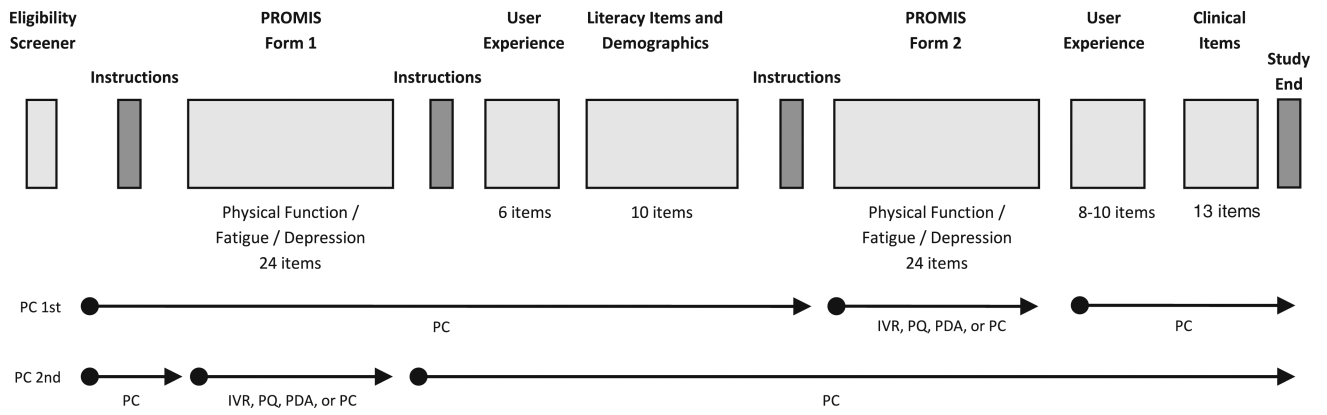 Eligibility
Screener
Instructions
PROMIS
Form 1
Instructions
User
Experience
Literacy Items and
Demographics
Instructions
PROMIS
Form 2
User
Experience
Clinical
Items
Study
End
Physical Function /
Fatigue / Depression
24 items
6 items
10 items
Physical Function /
Fatigue / Depression
24 items
8-10 items
13 items
PC 1st
PC
IVR, PQ, PDA, or PC
PC
PC 2nd
PC
IVR, PQ, PDA, or PC
PC